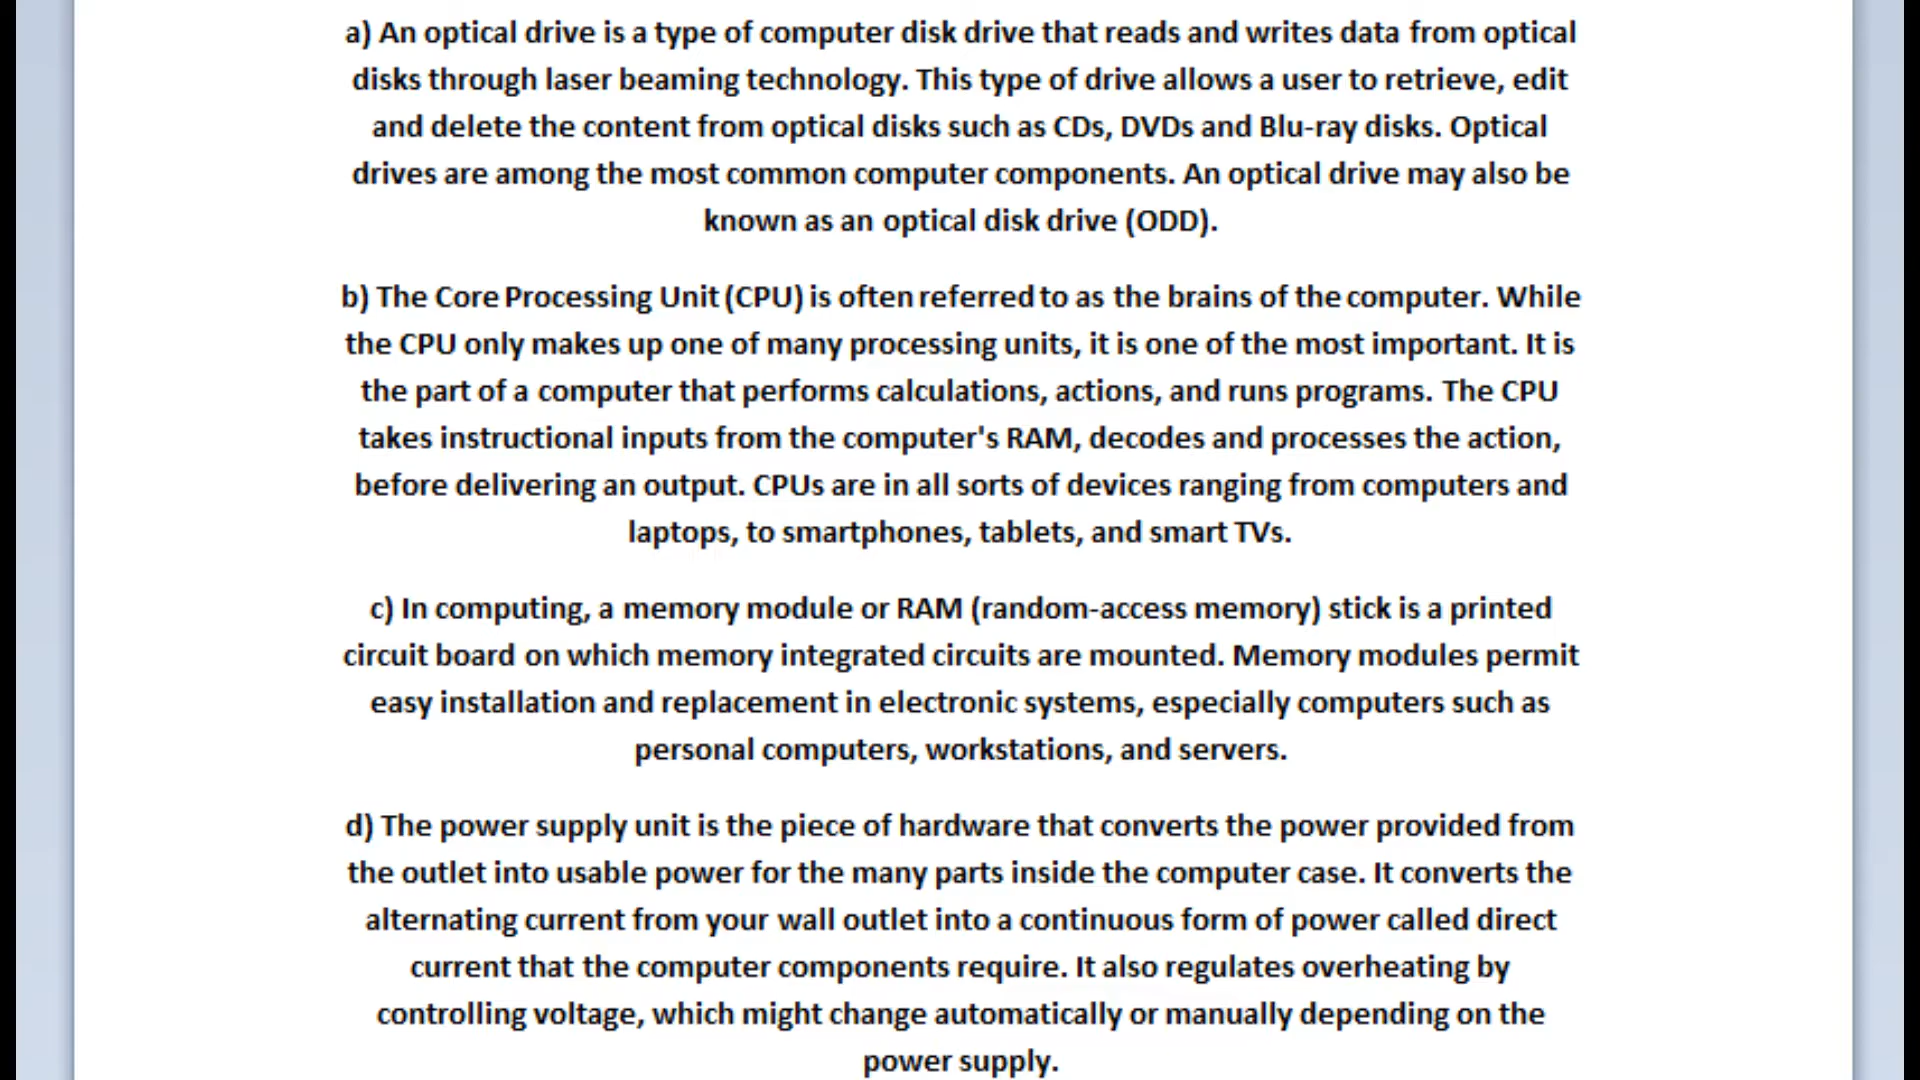 a) An optical drive is a type of computer disk drive that reads and writes data from optical
disks through laser beaming technology. This type of drive allows a user to retrieve, edit
and delete the content from optical disks such as CDs, DVDs and Blu-ray disks. Optical
drives are among the most common computer components. An optical drive may also be
known as an optical disk drive (ODD).
b) The Core Processing Unit (CPU) is often referred to as the brains of the computer. While
the CPU only makes up one of many processing units, it is one of the most important. It is
the part of a computer that performs calculations, actions, and runs programs. The CPU
takes instructional inputs from the computer's RAM, decodes and processes the action,
before delivering an output. CPUs are in all sorts of devices ranging from computers and
laptops, to smartphones, tablets, and smart TVs.
c) In computing, a memory module or RAM (random-access memory) stick is a printed
circuit board on which memory integrated circuits are mounted. Memory modules permit
easy installation and replacement in electronic systems, especially computers such as
personal computers, workstations, and servers.
d) The power supply unit is the piece of hardware that converts the power provided from
the outlet into usable power for the many parts inside the computer case. It converts the
alternating current from your wall outlet into a continuous form of power called direct
current that the computer components require. It also regulates overheating by
controlling voltage, which might change automatically or manually depending on the
power supply.